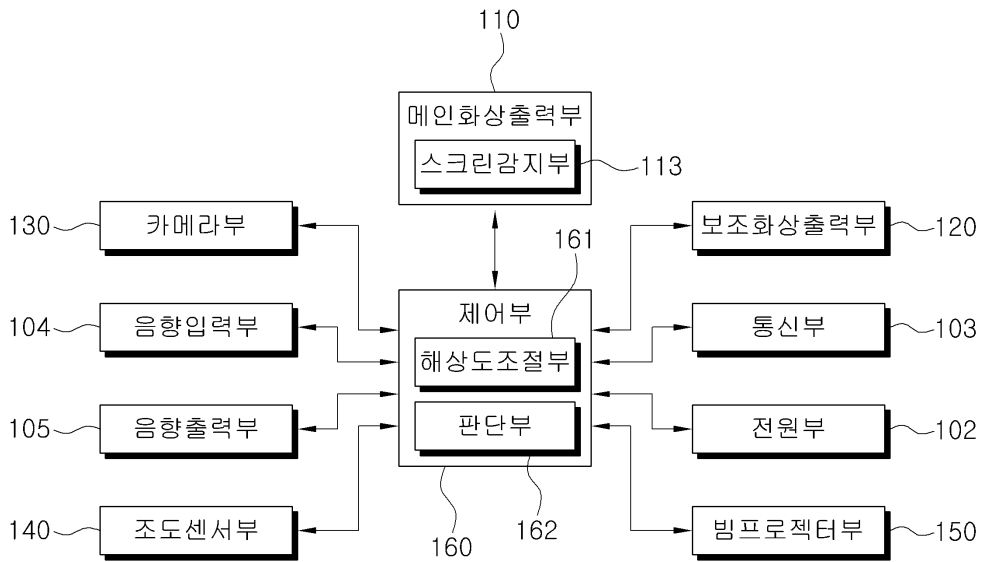 110
메인화상출력부
스크린감지부
113
130
카메라부
161
보조화상출력부
120
104
음향입력부
제어부
통신부
103
해상도조절부
105
음향출력부
판단부
전원부
102
140
조도센서부
160
162
빔프로젝터부
150